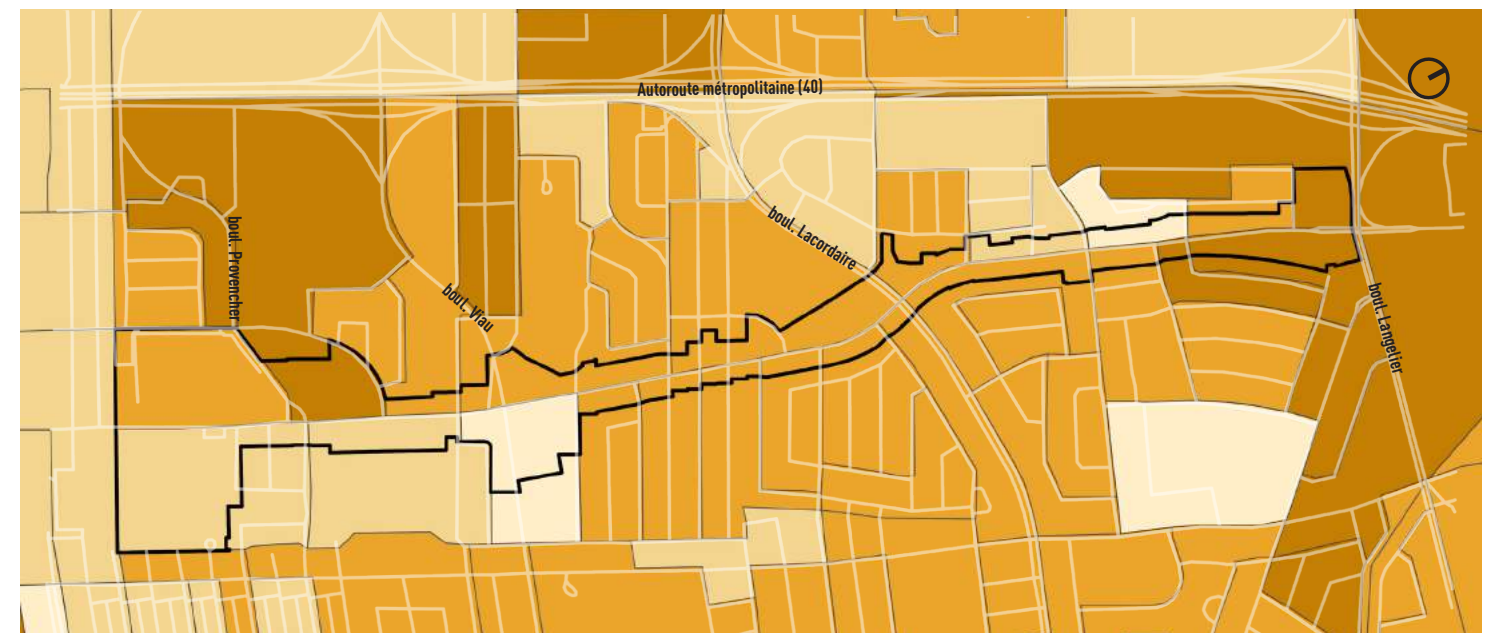 Autoroute métropolitaine (40)
boul. Provencher
boul. Viau
boul. Lacordaire
boul. Langelier